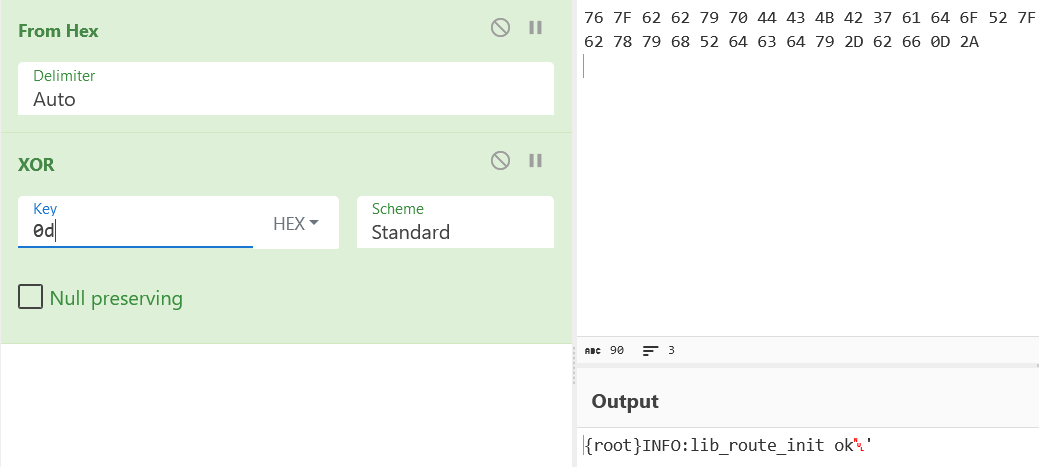 From Hex
Delimiter
Auto
XOR
Key
0d
HEX
Scheme
Standard
Null preserving
76 7F 62 62 79 70 44 43 4B 42 37 61 64 6F 52 7F
62 78 79 68 52 64 63 64 79 2D 62 66 0D 2A
ABC 90 3
Output
{root}INFO:lib_route_init ok␀'